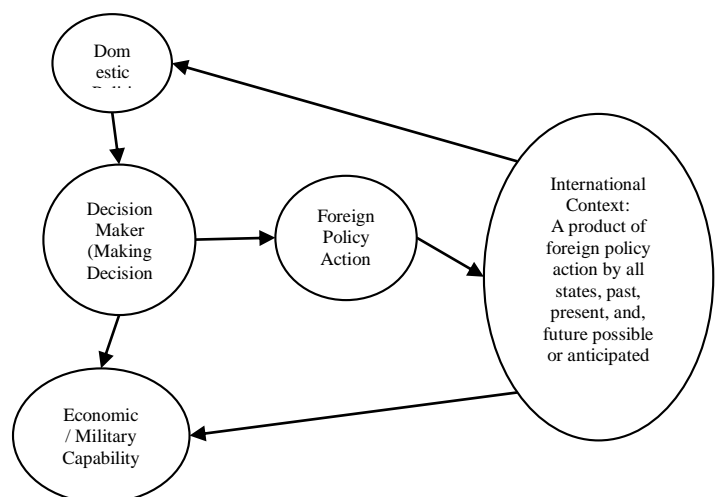 Dom
estic
Decision
Maker
(Making
Decision
Foreign
Policy
Action
International
Context:
A product of
foreign policy
action by all
states, past,
present, and,
future possible
or anticipated
Economic
/ Military
Capability